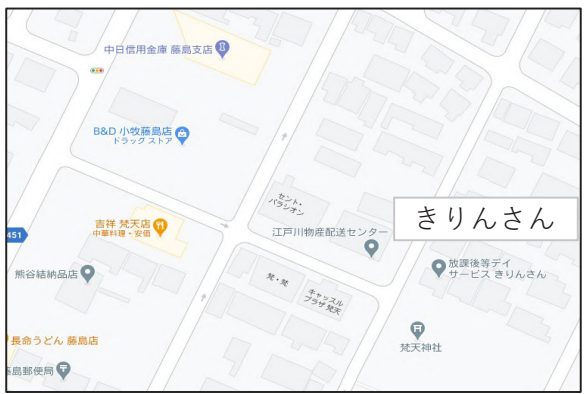 中日信用金庫 藤島支店
B&D 小牧藤島店
ドラッグ ストア
セント・
パラシオン
きりんさん
451
吉祥 梵天店
中華料理・安価
江戸川物産配送センター
放課後等デイ
サービス きりんさん
熊谷結納品店
梵・梵
キャッスル
プラザ 梵天
梵天神社
長命うどん 藤島店
島郵便局